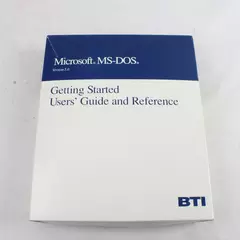 Microsoft. MS-DOS.
Getting Started
Users' Guide and Reference
BTI